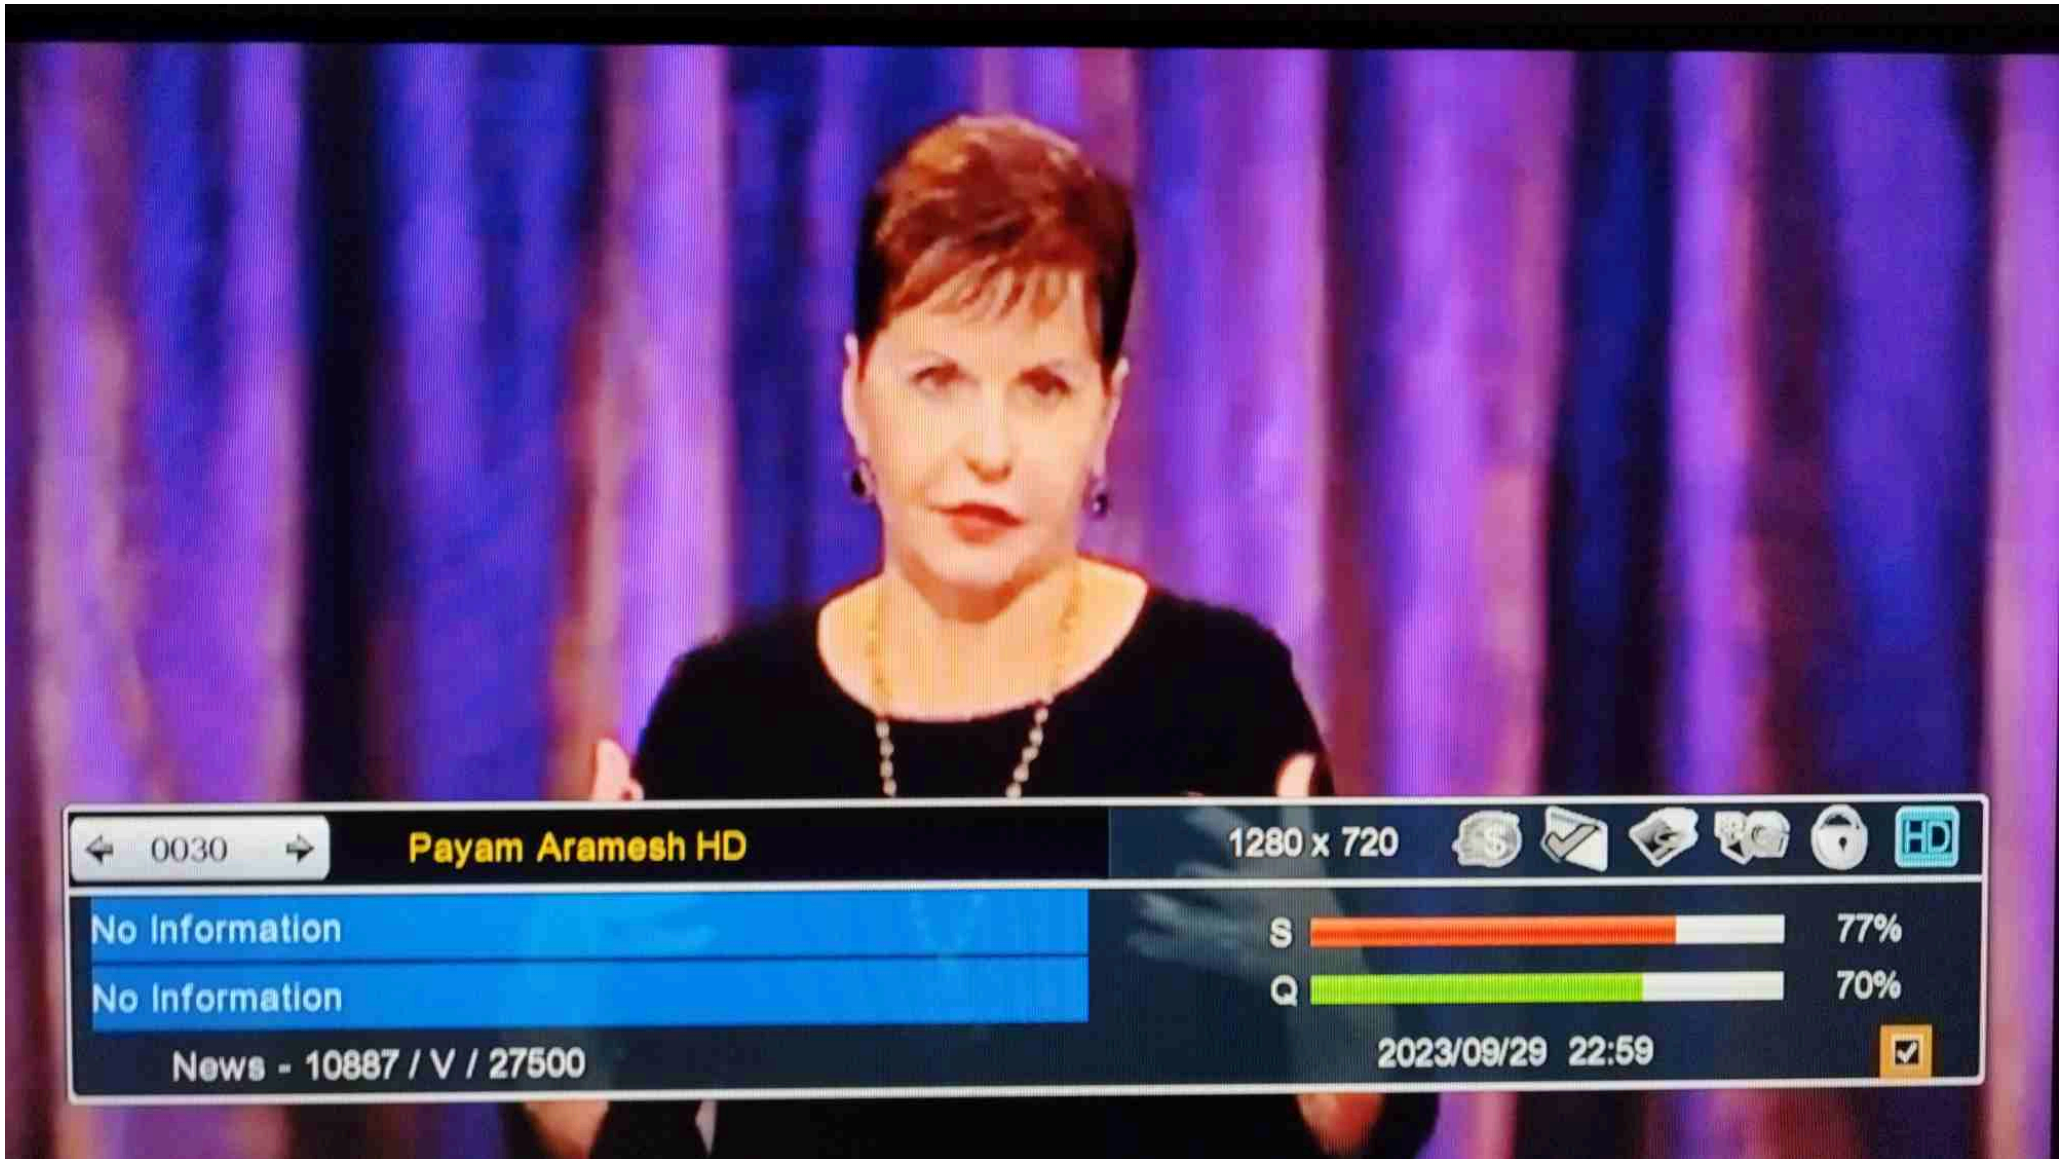 0030
Payam Aramesh HD
1280 x 720
HD
No Information
No Information
S 77%
Q 70%
News - 10887 / V / 27500
2023/09/29 22:59